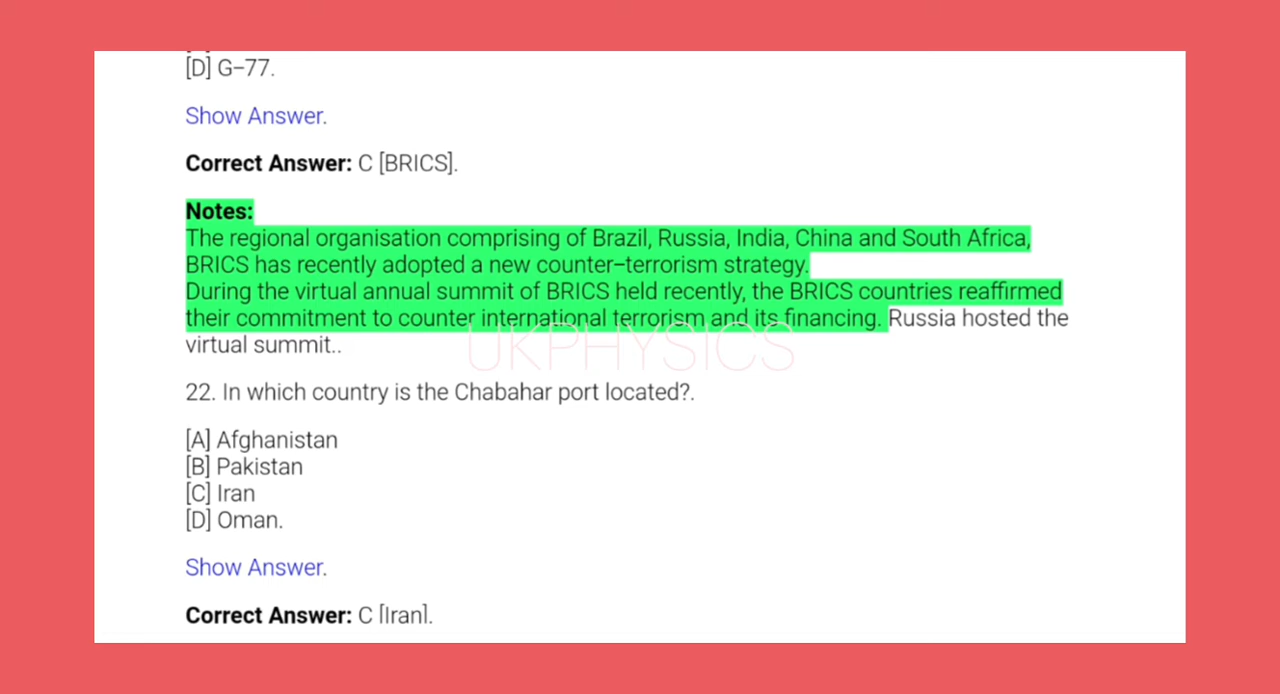 [D] G–77.
Show Answer.
Correct Answer: C [BRICS].
Notes:
The regional organisation comprising of Brazil, Russia, India, China and South Africa,
BRICS has recently adopted a new counter–terrorism strategy.
During the virtual annual summit of BRICS held recently, the BRICS countries reaffirmed
their commitment to counter international terrorism and its financing. Russia hosted the
virtual summit..
UKPHYSICS
22. In which country is the Chabahar port located?.
[A] Afghanistan
[B] Pakistan
[C] Iran
[D] Oman.
Show Answer.
Correct Answer: C [Iran].